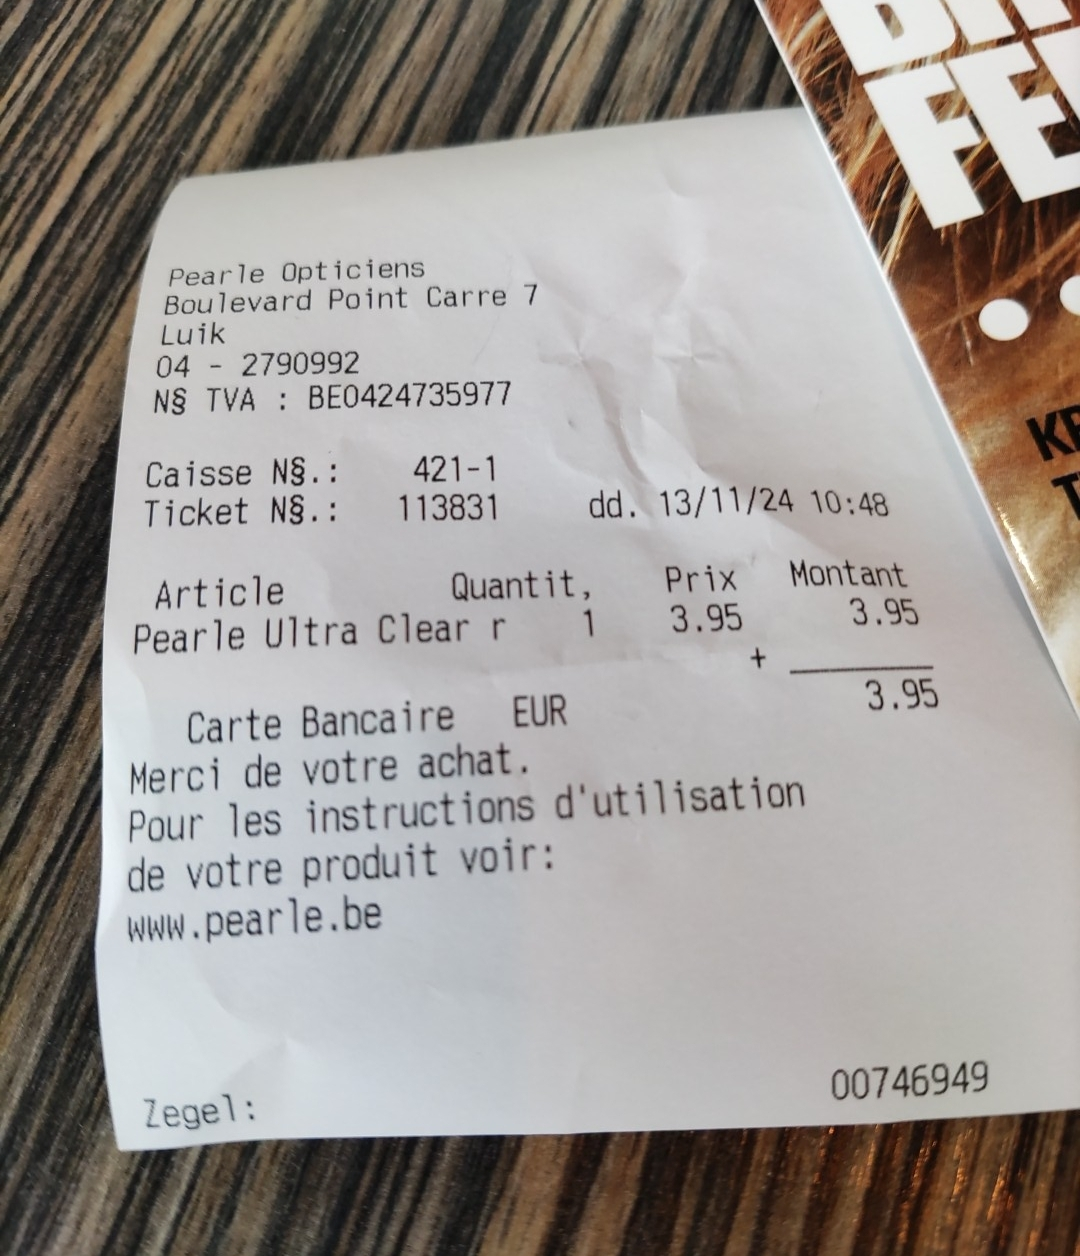 Pearle Opticiens
Boulevard Point Carre 7
Luik
04 - 2790992
N§ TVA : BE0424735977
Caisse N§.: 421-1
Ticket N§.: 113831 dd. 13/11/24 10:48
Article Quantit, Prix Montant
Pearle Ultra Clear r 1 3.95 3.95
+
Carte Bancaire EUR 3.95
Merci de votre achat.
Pour les instructions d'utilisation
de votre produit voir:
www.pearle.be
Zegel: 00746949